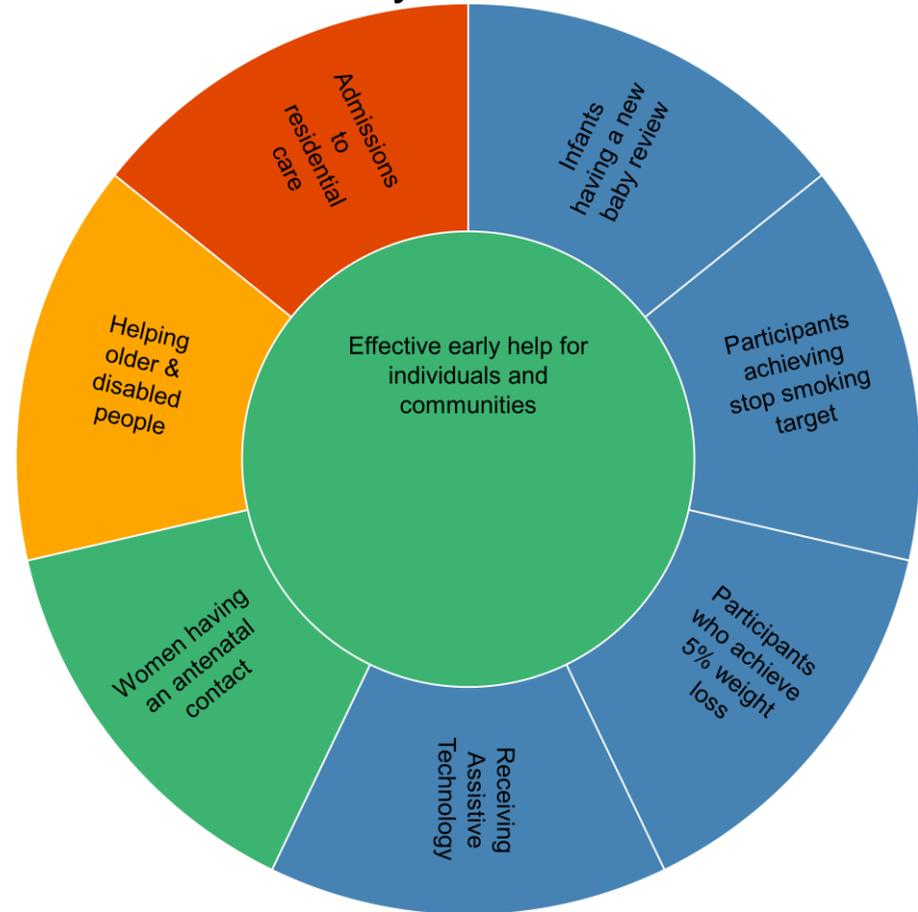 Effective early help for
individuals and
communities
Infants
having a new
baby review
Participants
achieving
stop smoking
target
Participants
who achieve
5% weight
loss
Receiving
Assistive
Technology
Women having
an antenatal
contact
Helping
older &
disabled
people
Admissions
to
residential
care